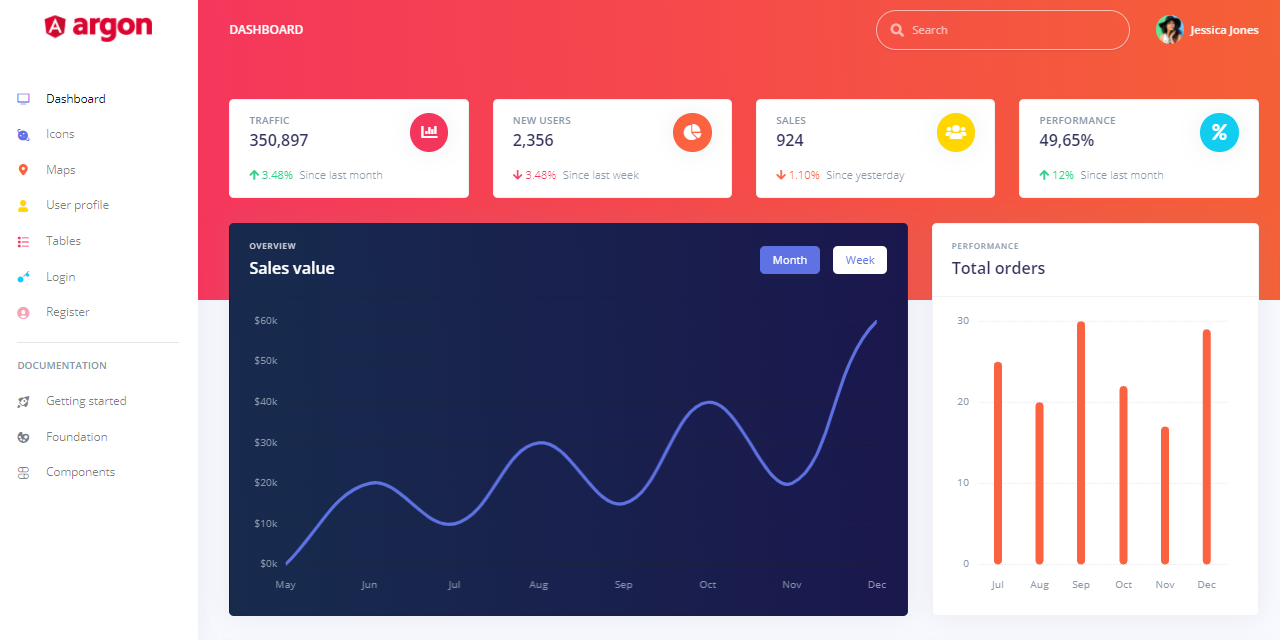 argon
DASHBOARD
Search
Jessica Jones
Dashboard
Icons
Maps
User profile
Tables
Login
Register
DOCUMENTATION
Getting started
Foundation
Components
TRAFFIC
350,897
3.48% Since last month
NEW USERS
2,356
3.48% Since last week
SALES
924
1.10% Since yesterday
PERFORMANCE
49,65%
12% Since last month
OVERVIEW
Sales value
Month
Week
$60k
$50k
$40k
$30k
$20k
$10k
$0k
May Jun Jul Aug Sep Oct Nov Dec
PERFORMANCE
Total orders
30
20
10
0
Jul Aug Sep Oct Nov Dec